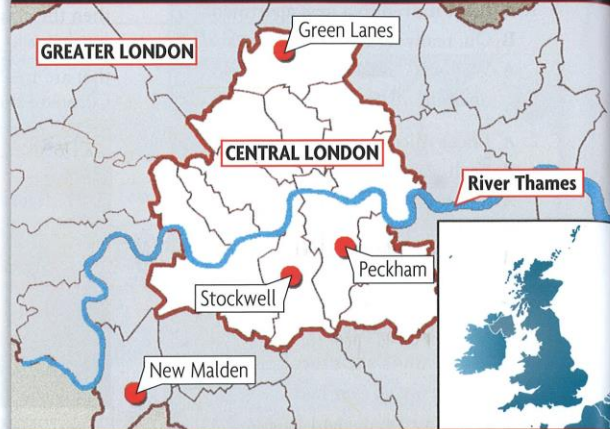 Green Lanes
GREATER LONDON
CENTRAL LONDON
River Thames
Peckham
Stockwell
New Malden